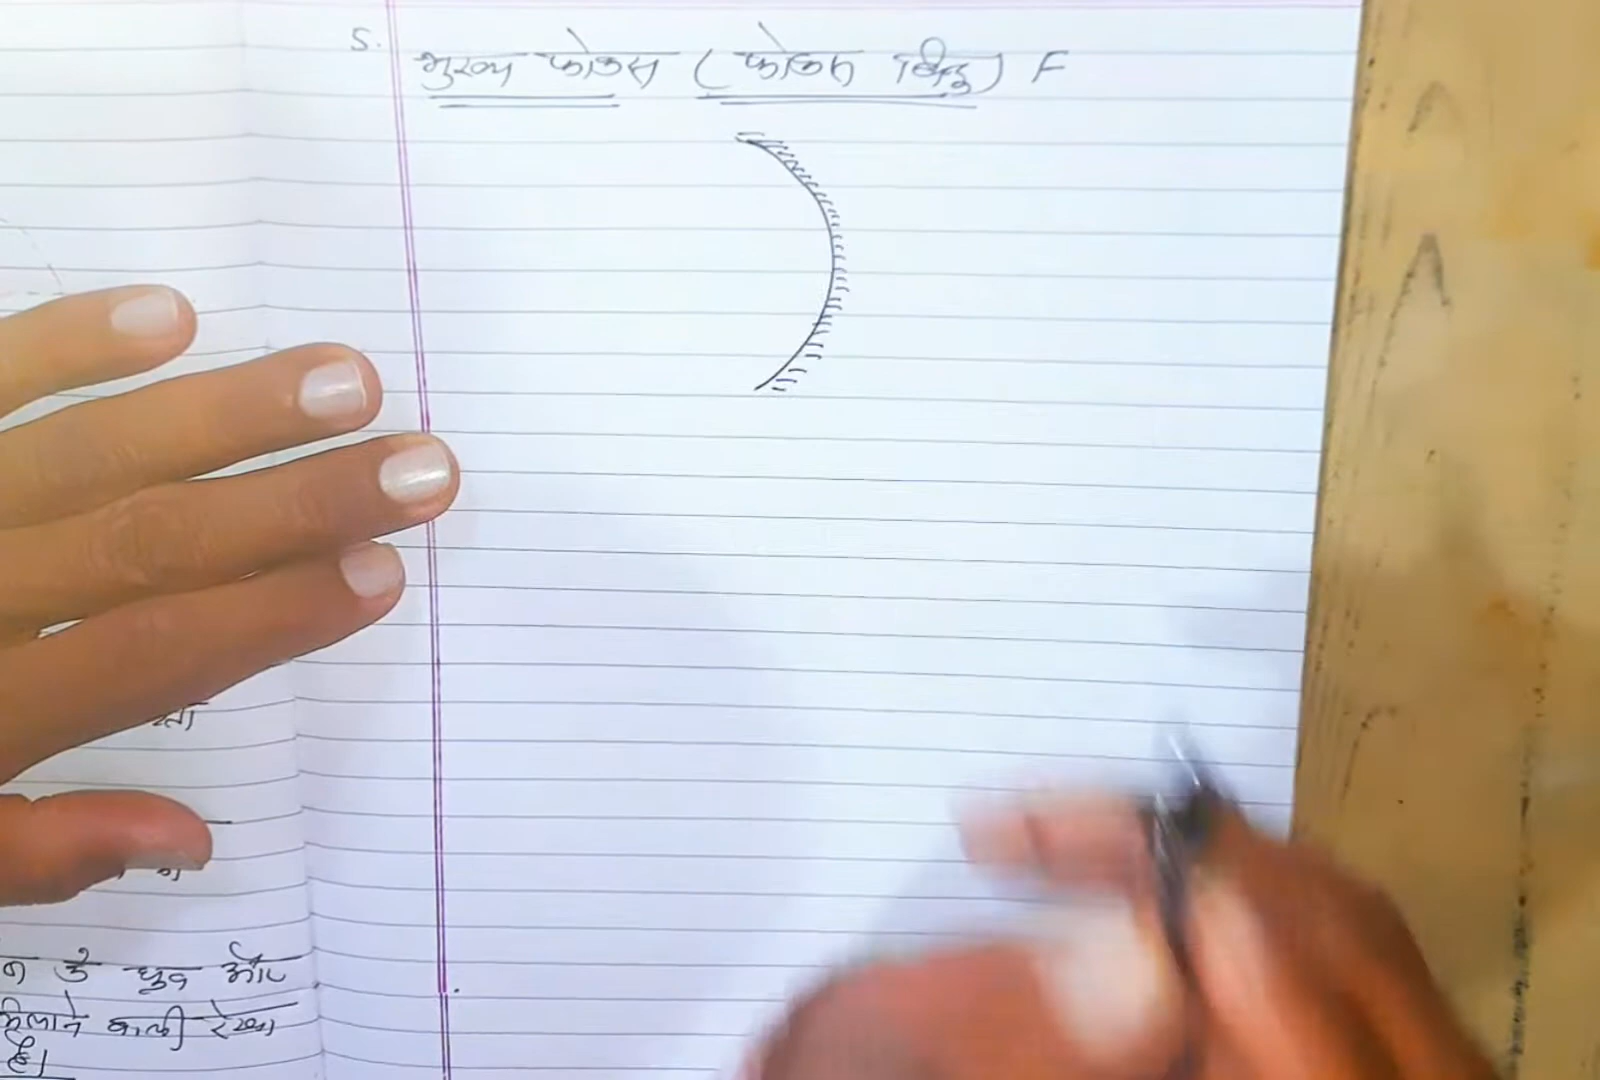 5.
मुख्य फोकस (फोकस बिंदु) F
के ध्रुव और
मिलाने वाली रेखा
है।